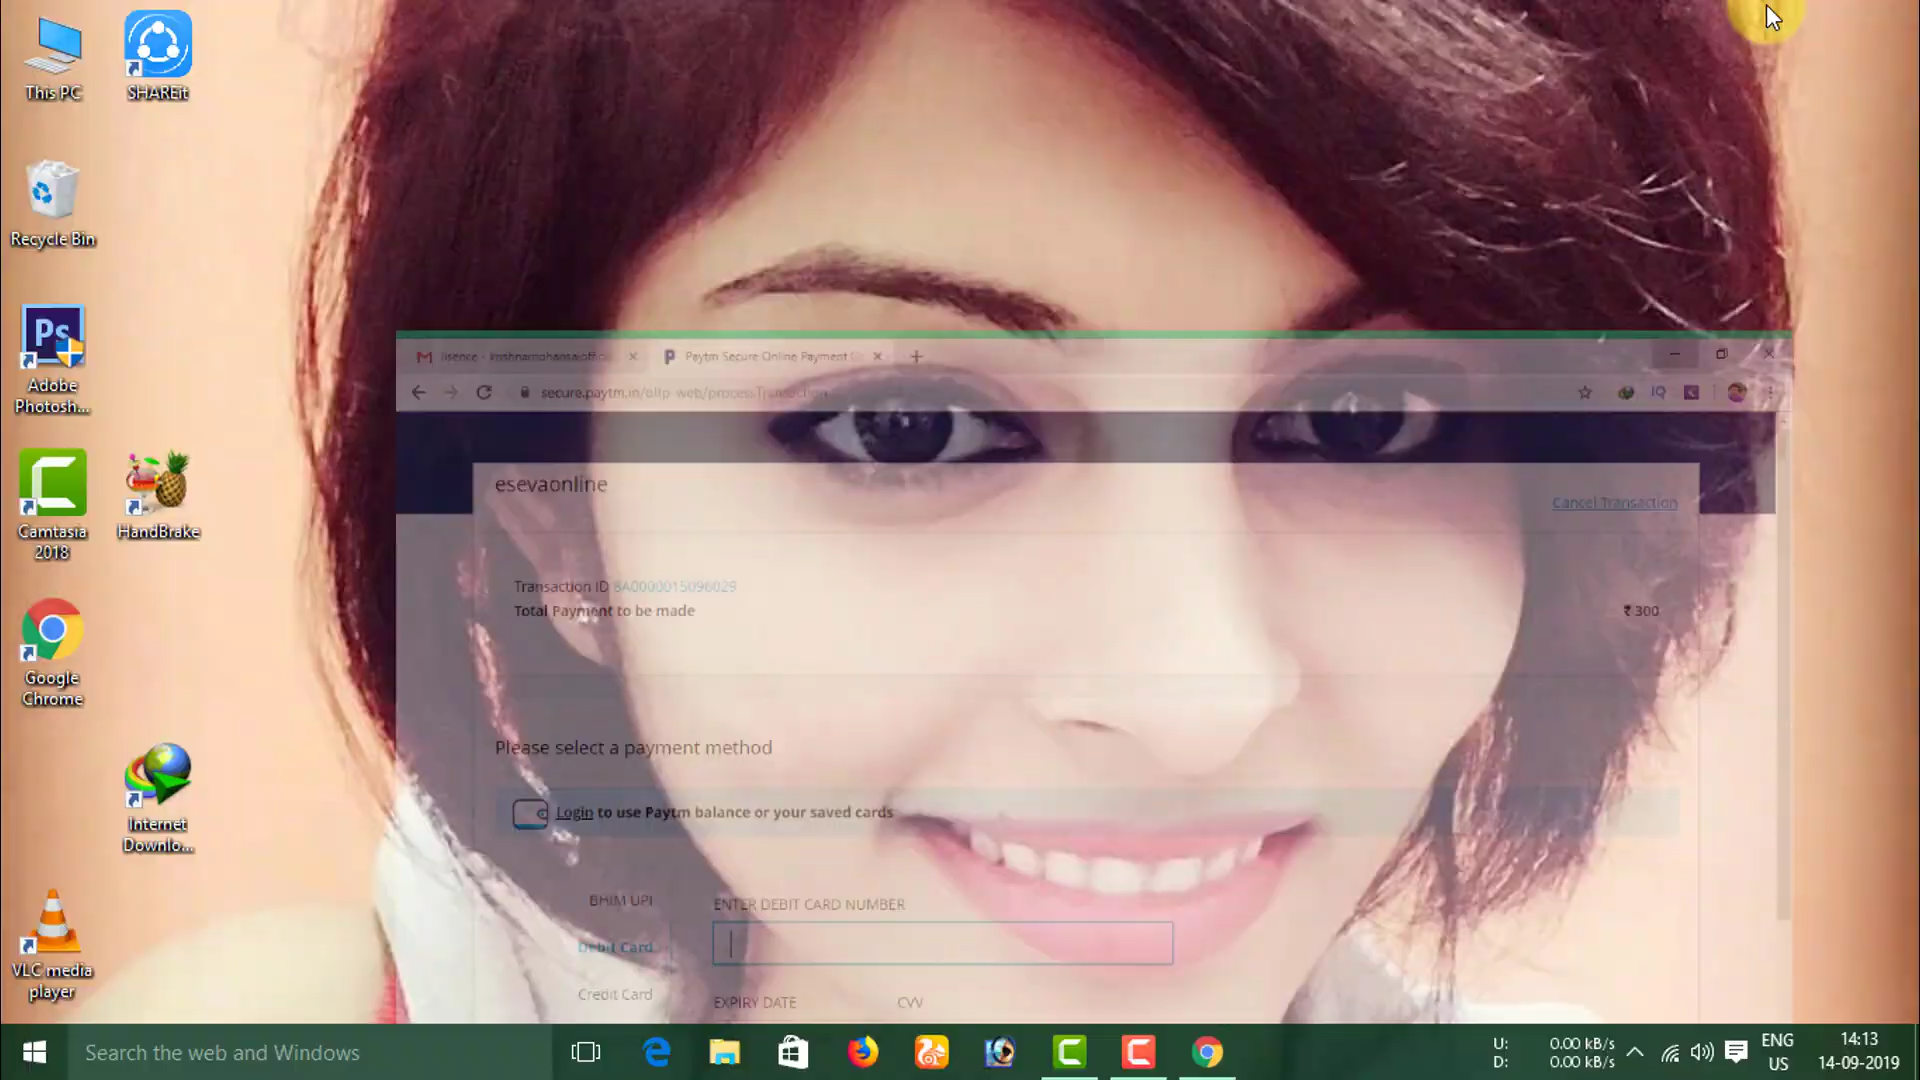 This PC
SHAREit
Recycle Bin
Ps
Adobe
Photosh...
Camtasia
2018
HandBrake
Google
Chrome
Internet
Downlo...
VLC media
player
Paytm Secure Online Payment
esevaonline
Cancel Transaction
Transaction ID 8A0000015096029
Total Payment to be made
₹ 300
Please select a payment method
Login to use Paytm balance or your saved cards
BHIM UPI
ENTER DEBIT CARD NUMBER
Debit Card
Credit Card
EXPIRY DATE
CVV
Search the web and Windows
U: 0.00 kB/s
D: 0.00 kB/s
ENG
US
14:13
14-09-2019